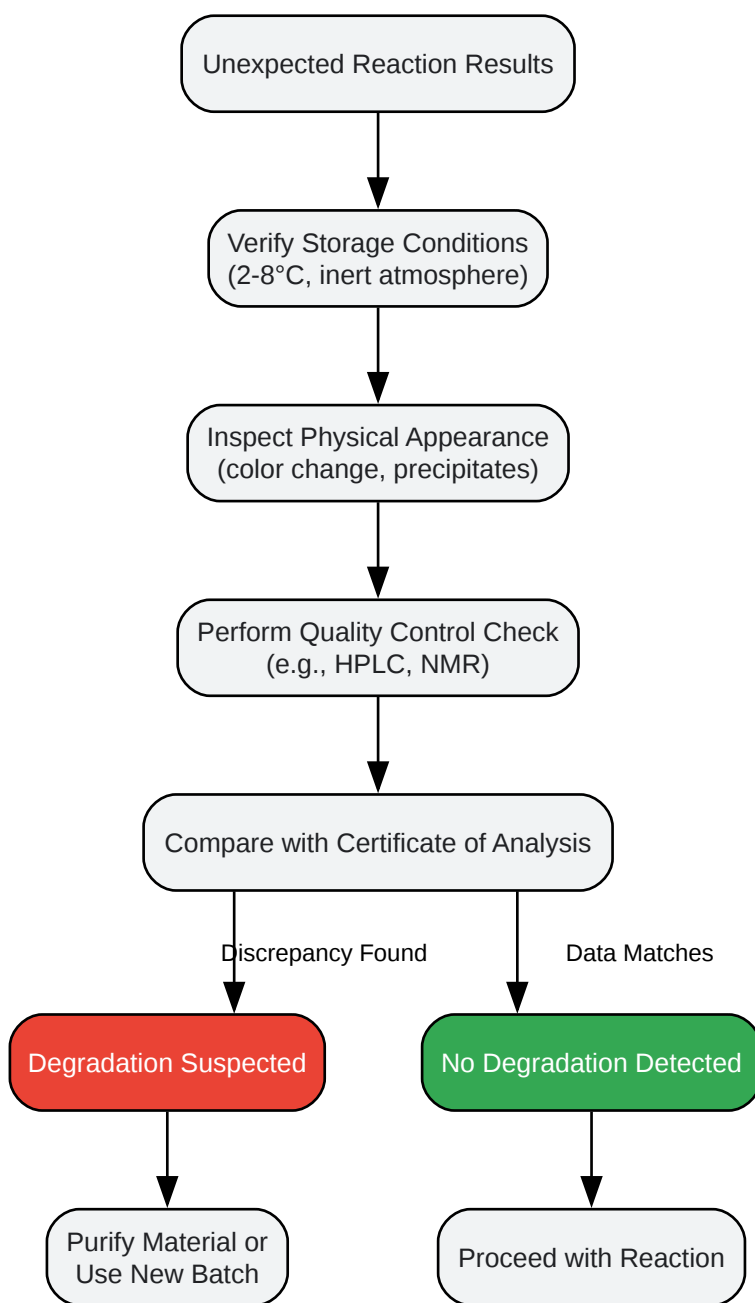 Unexpected Reaction Results
Verify Storage Conditions
(2-8°C, inert atmosphere)
Inspect Physical Appearance
(color change, precipitates)
Perform Quality Control Check
(e.g., HPLC, NMR)
Compare with Certificate of Analysis
Discrepancy Found
Data Matches
Degradation Suspected
No Degradation Detected
Purify Material or
Use New Batch
Proceed with Reaction